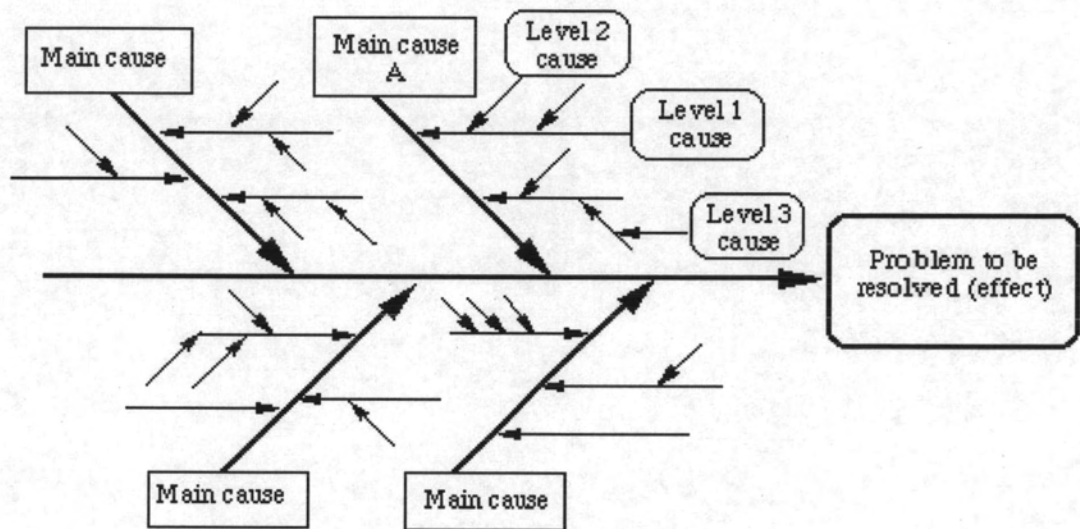 Main cause
Main cause
A
Level 2
cause
Level 1
cause
Level 3
cause
Problem to be
resolved (effect)
Main cause
Main cause